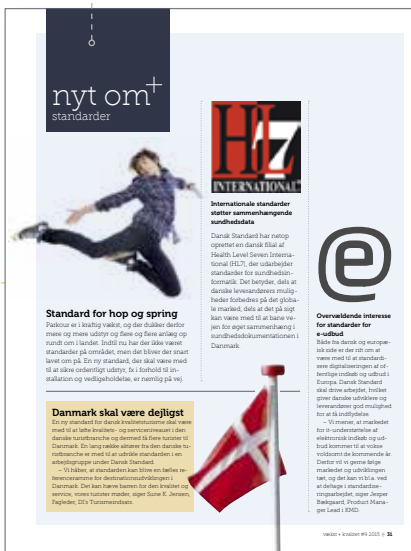 nyt om+
standarder
Standard for hop og spring
Parkour er i kraftig vækst, og der dukker derfor
mere og mere udstyr og flere og flere anlæg op
rundt om i landet. Indtil nu har der ikke været
standarder på området, men det bliver der snart
lavet om på. En ny standard, der skal være med
til at sikre ordentligt udstyr, fx i forhold til in-
stallation og vedligeholdelse, er nemlig på vej.
Danmark skal være dejligst
En ny standard for dansk kvalitetsturisme skal være
med til at løfte kvalitets- og serviceniveauet i den
danske turistbranche og dermed få flere turister til
Danmark. En lang række aktører fra den danske tu-
ristbranche er med til at udvikle standarden i en
arbejdsgruppe under Dansk Standard.
– Vi håber, at standarden kan blive en fælles re-
ferenceramme for destinationsudviklingen i
Danmark. Det kan hæve barren for den kvalitet og
service, vores turister møder, siger Sune K. Jensen,
Fagleder, DI's Turismeindsats.
HL7
INTERNATIONAL
Internationale standarder
støtter sammenhængende
sundhedsdata
Dansk Standard har netop
oprettet en dansk filial af
Health Level Seven Interna-
tional (HL7), der udarbejder
standarder for sundhedsin-
formatik. Det betyder, dels at
danske leverandørers mulig-
heder forbedres på det globa-
le marked, dels at det på sigt
kan være med til at bane ve-
jen for øget sammenhæng i
sundhedsdokumentationen i
Danmark
e
Overvældende interesse
for standarder for
e-udbud
Både fra dansk og europæ-
isk side er der rift om at
være med til at standardi-
sere digitaliseringen af of-
fentlige indkøb og udbud i
Europa. Dansk Standard
skal drive arbejdet, hvilket
giver danske udviklere og
leverandører god mulighed
for at få indflydelse.
– Vi mener, at markedet
for it-understøttelse af
elektronisk indkøb og ud-
bud kommer til at vokse
voldsomt de kommende år.
Derfor vil vi gerne følge
markedet og udviklingen
tæt, og det kan vi bl.a. ved
at deltage i standardise-
ringsarbejdet, siger Jesper
Bækgaard, Product Mana-
ger Lead i KMD.
vækst + kvalitet #9 2015 + 31